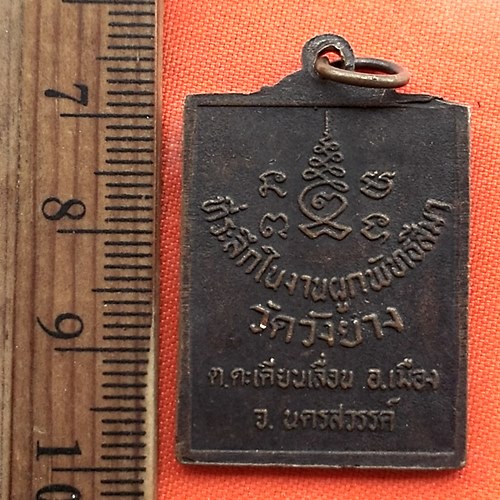 7
8
9
10
ที่ระลึกในงานผูกพัทธสีมา
วัดวังยาง
ต.ตะเคียนเลื่อน อ.เมือง
จ.นครสวรรค์